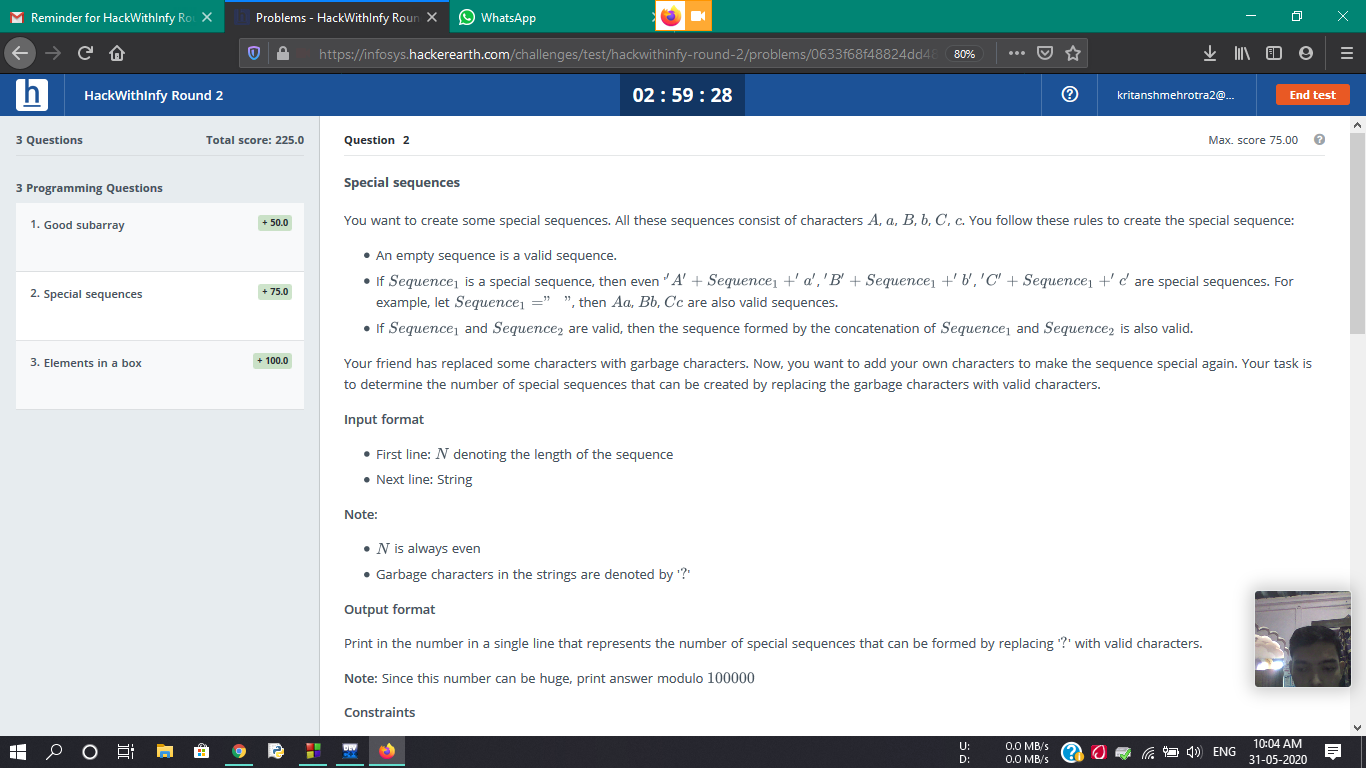 Reminder for HackWithInfy Ro
Problems - HackWithInfy Roun
WhatsApp
https://infosys.hackerearth.com/challenges/test/hackwithinfy-round-2/problems/0633f68f48824dd48
80%
h
HackWithInfy Round 2
02 : 59 : 28
kritanshmehrotra2@...
End test
3 Questions
Total score: 225.0
3 Programming Questions
1. Good subarray
+ 50.0
2. Special sequences
+ 75.0
3. Elements in a box
+ 100.0
Question 2
Max. score 75.00
Special sequences
You want to create some special sequences. All these sequences consist of characters A, a, B, b, C, c. You follow these rules to create the special sequence:
• An empty sequence is a valid sequence.
• If Sequence₁ is a special sequence, then even ′′A′ + Sequence₁ +′ a′,′ B′ + Sequence₁ +′ b′,′ C′ + Sequence₁ +′ c′ are special sequences. For
example, let Sequence₁ =” ”, then Aa, Bb, Cc are also valid sequences.
• If Sequence₁ and Sequence₂ are valid, then the sequence formed by the concatenation of Sequence₁ and Sequence₂ is also valid.
Your friend has replaced some characters with garbage characters. Now, you want to add your own characters to make the sequence special again. Your task is
to determine the number of special sequences that can be created by replacing the garbage characters with valid characters.
Input format
• First line: N denoting the length of the sequence
• Next line: String
Note:
• N is always even
• Garbage characters in the strings are denoted by '?'
Output format
Print in the number in a single line that represents the number of special sequences that can be formed by replacing '?' with valid characters.
Note: Since this number can be huge, print answer modulo 100000
Constraints
U: 0.0 MB/s
D: 0.0 MB/s
ENG
10:04 AM
31-05-2020